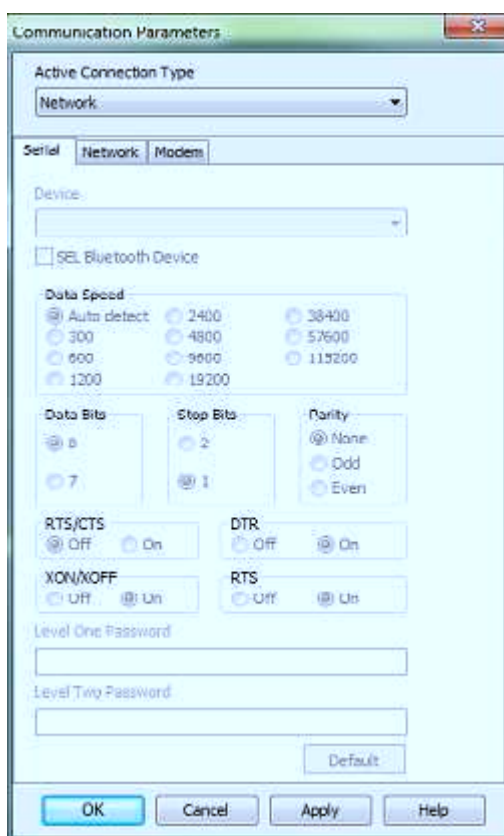 Communication Parameters
Active Connection Type
Network
Serial Network Modem
Device
SEL Bluetooth Device
Data Speed
Auto detect 2400 38400
300 4800 57600
600 9600 115200
1200 19200
Data Bits Stop Bits Parity
8 2 None
7 1 Odd
Even
RTS/CTS DTR
Off On Off On
XON/XOFF RTS
Off On Off On
Level One Password
Level Two Password
Default
OK Cancel Apply Help